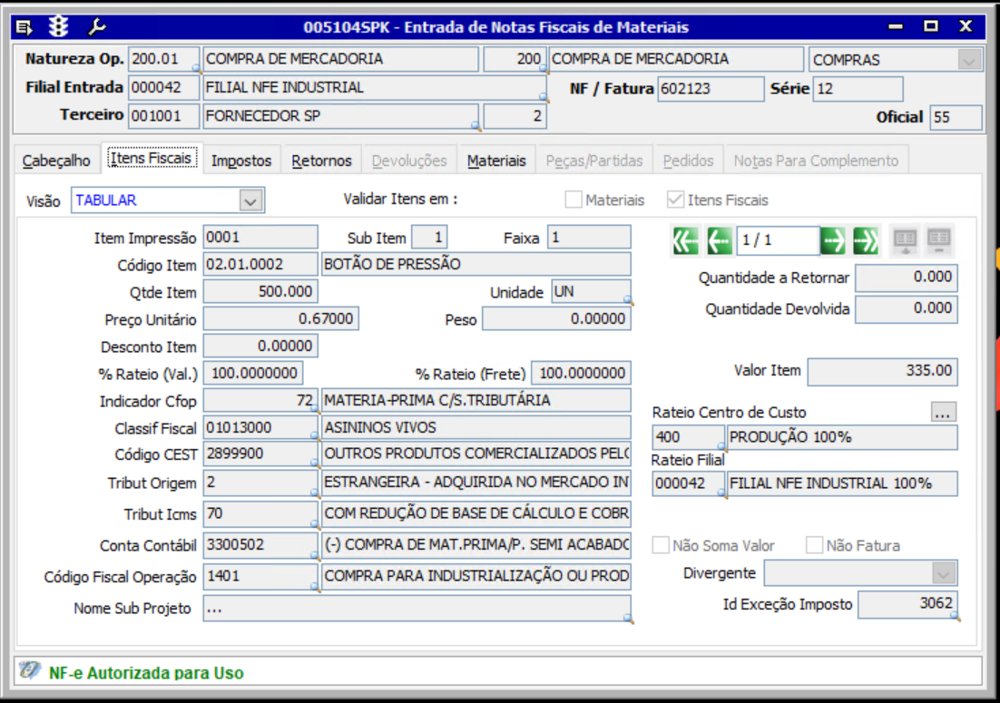 005104SPK - Entrada de Notas Fiscais de Materiais
Natureza Op. 200.01 COMPRA DE MERCADORIA 200 COMPRA DE MERCADORIA COMPRAS
Filial Entrada 000042 FILIAL NFE INDUSTRIAL NF / Fatura 602123 Série 12
Terceiro 001001 FORNECEDOR SP 2 Oficial 55
Cabeçalho Itens Fiscais Impostos Retornos Devoluções Materiais Peças/Partidas Pedidos Notas Para Complemento
Visão TABULAR Validar Itens em : Materiais Itens Fiscais
Item Impressão 0001 Sub Item 1 Faixa 1 1 / 1
Código Item 02.01.0002 BOTÃO DE PRESSÃO
Quantidade a Retornar 0.000
Qtde Item 500.000 Unidade UN
Quantidade Devolvida 0.000
Preço Unitário 0.67000 Peso 0.00000
Desconto Item 0.00000
% Rateio (Val.) 100.0000000 % Rateio (Frete) 100.0000000 Valor Item 335.00
Indicador Cfop 72 MATERIA-PRIMA C/S.TRIBUTÁRIA
Rateio Centro de Custo ...
Classif Fiscal 01013000 ASININOS VIVOS 400 PRODUÇÃO 100%
Código CEST 2899900 OUTROS PRODUTOS COMERCIALIZADOS PEL
Rateio Filial
Tribut Origem 2 ESTRANGEIRA - ADQUIRIDA NO MERCADO IN 000042 FILIAL NFE INDUSTRIAL 100%
Tribut Icms 70 COM REDUÇÃO DE BASE DE CÁLCULO E COBR
Conta Contábil 3300502 (-) COMPRA DE MAT.PRIMA/P. SEMI ACABAD Não Soma Valor Não Fatura
Código Fiscal Operação 1401 COMPRA PARA INDUSTRIALIZAÇÃO OU PROD Divergente
Nome Sub Projeto ... Id Exceção Imposto 3062
NF-e Autorizada para Uso